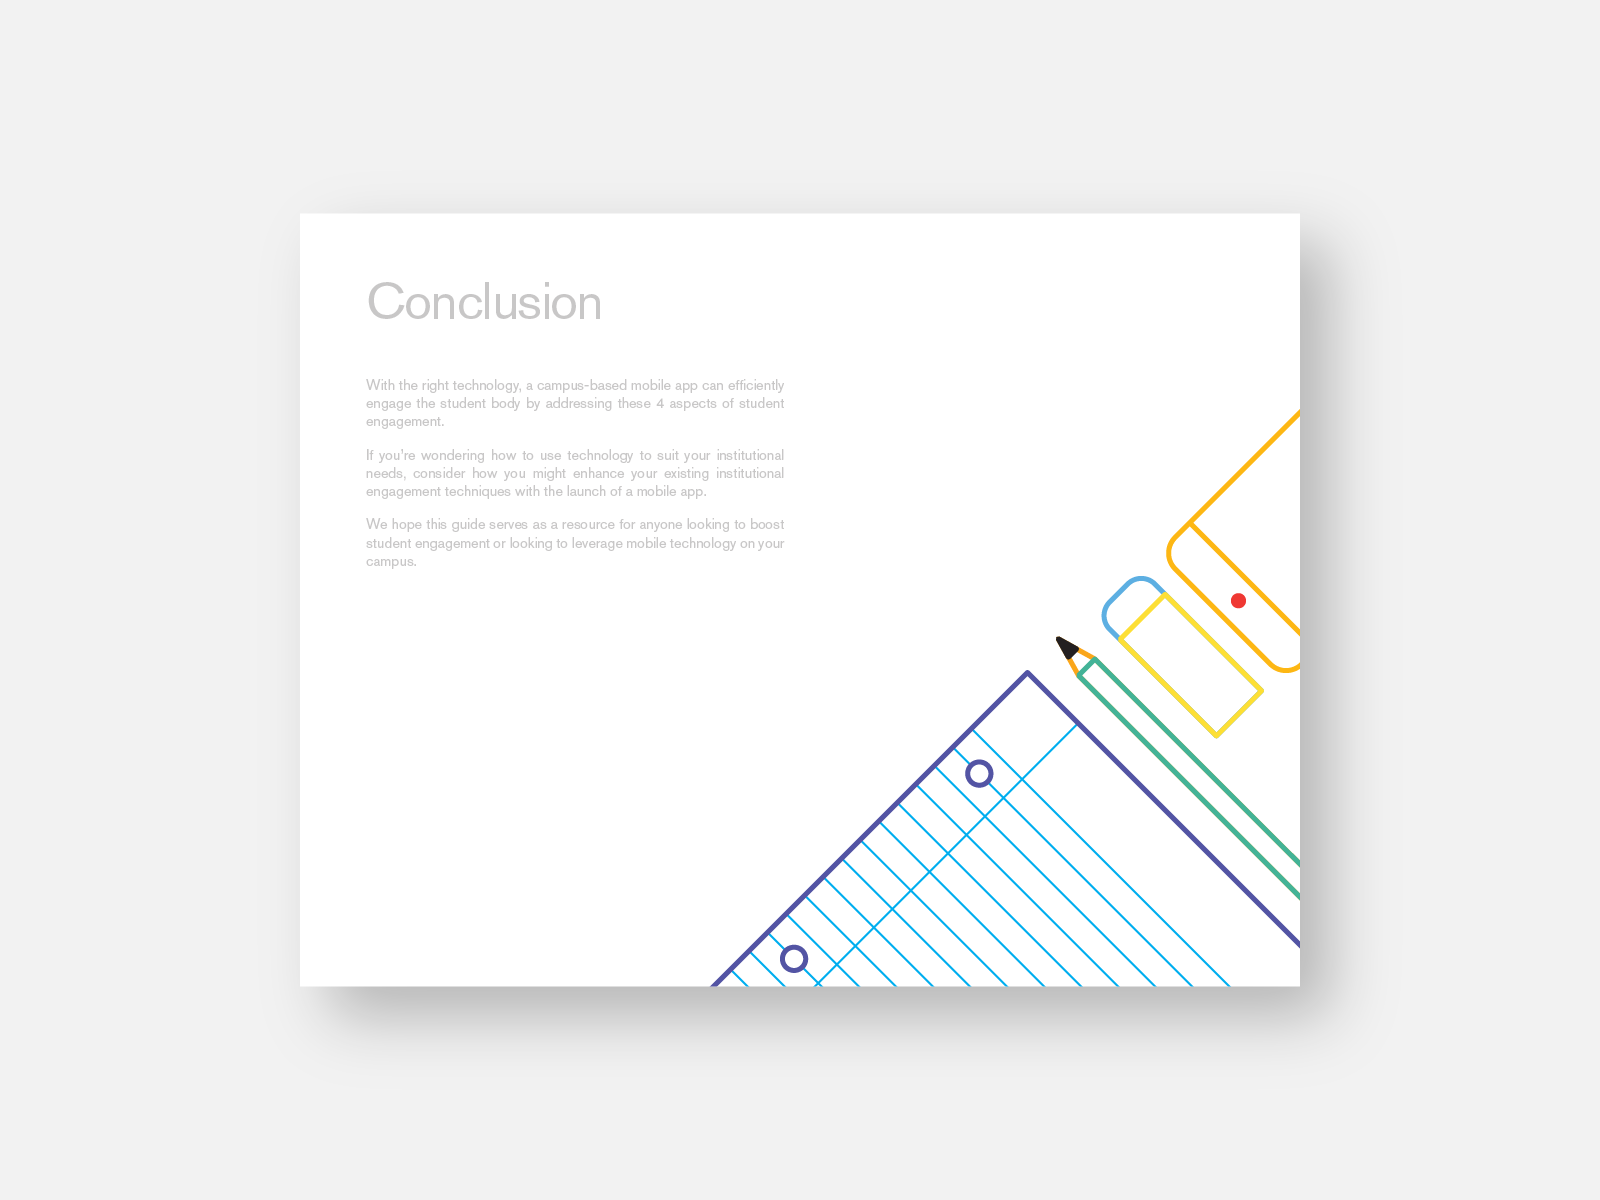 Conclusion
With the right technology, a campus-based mobile app can efficiently
engage the student body by addressing these 4 aspects of student
engagement.
If you're wondering how to use technology to suit your institutional
needs, consider how you might enhance your existing institutional
engagement techniques with the launch of a mobile app.
We hope this guide serves as a resource for anyone looking to boost
student engagement or looking to leverage mobile technology on your
campus.